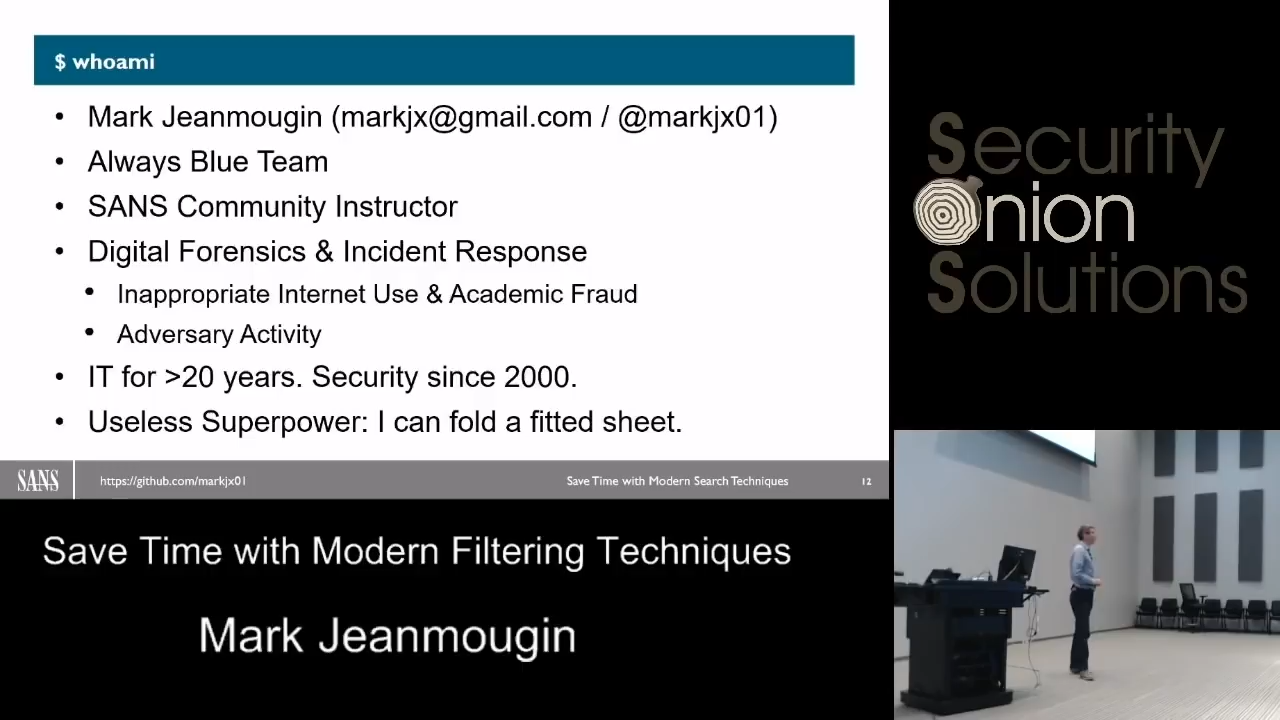 $ whoami
• Mark Jeanmougin (markjx@gmail.com / @markjx01)
• Always Blue Team
• SANS Community Instructor
• Digital Forensics & Incident Response
• Inappropriate Internet Use & Academic Fraud
• Adversary Activity
• IT for >20 years. Security since 2000.
• Useless Superpower: I can fold a fitted sheet.
SANS
https://github.com/markjx01
Save Time with Modern Search Techniques
12
Save Time with Modern Filtering Techniques
Mark Jeanmougin
Security
Onion
Solutions